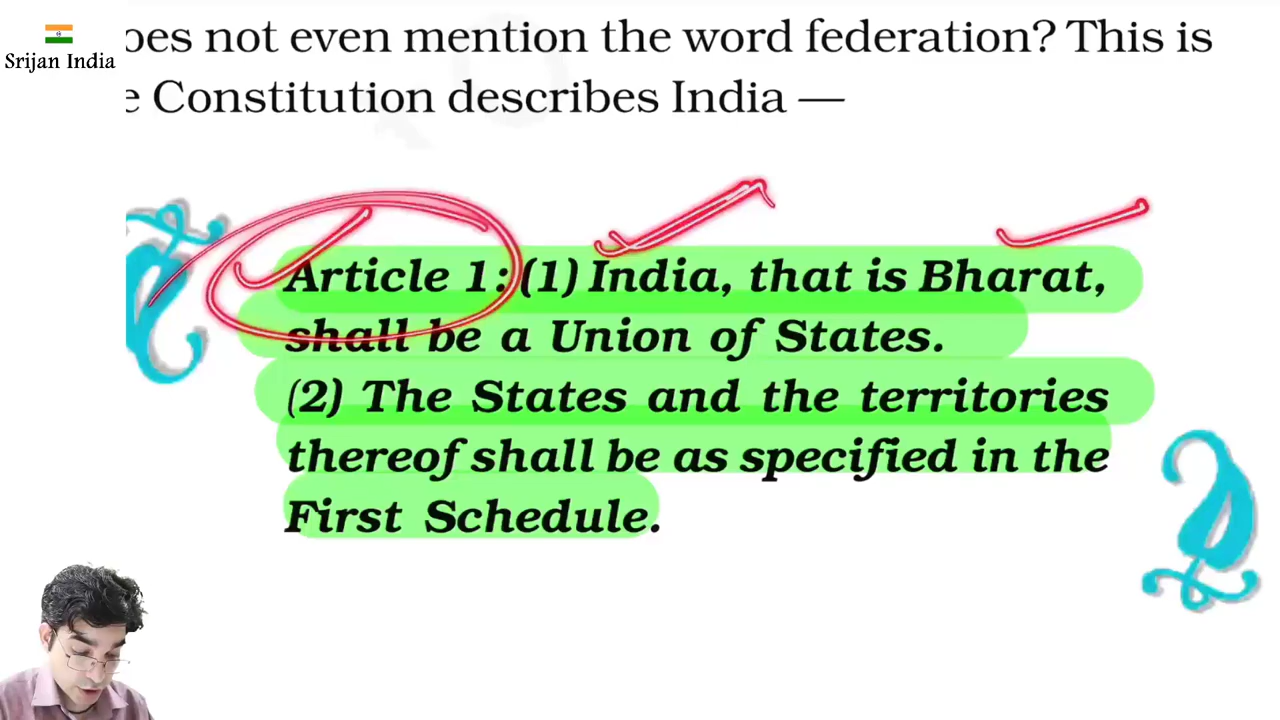 Srijan India
oes not even mention the word federation? This is
e Constitution describes India —
Article 1: (1) India, that is Bharat,
shall be a Union of States.
(2) The States and the territories
thereof shall be as specified in the
First Schedule.